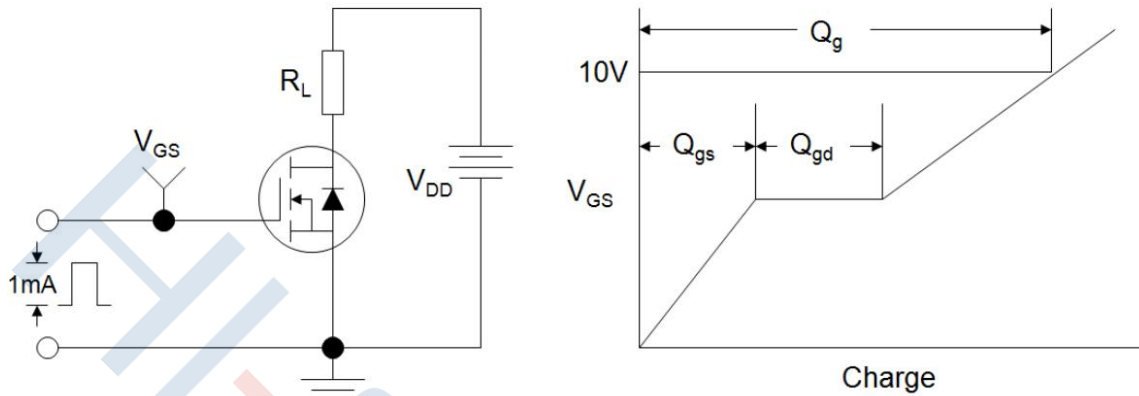 R_L
V_GS
V_DD
1mA
Q_g
10V
Q_gs
Q_gd
V_GS
Charge